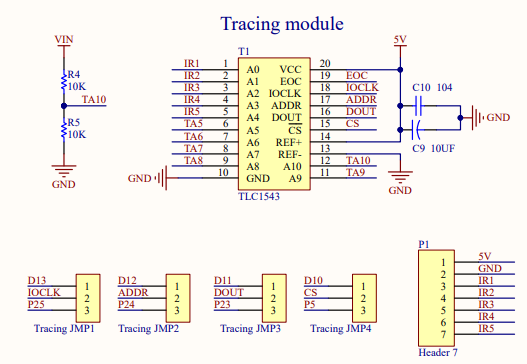 Tracing module
VIN
R4
10K
TA10
R5
10K
GND
T1
IR1 1 A0 VCC 20
IR2 2 A1 EOC 19 EOC
IR3 3 A2 IOCLK 18 IOCLK
IR4 4 A3 ADDR 17 ADDR
IR5 5 A4 DOUT 16 DOUT
TA5 6 A5 CS 15 CS
TA6 7 A6 REF+ 14
TA7 8 A7 REF- 13
TA8 9 A8 A10 12 TA10
GND 10 GND A9 11 TA9
TLC1543
5V
C10 104
GND
C9 10UF
GND
D13 1
IOCLK 2
P25 3
Tracing JMP1
D12 1
ADDR 2
P24 3
Tracing JMP2
D11 1
DOUT 2
P23 3
Tracing JMP3
D10 1
CS 2
P5 3
Tracing JMP4
P1
1 5V
2 GND
3 IR1
4 IR2
5 IR3
6 IR4
7 IR5
Header 7